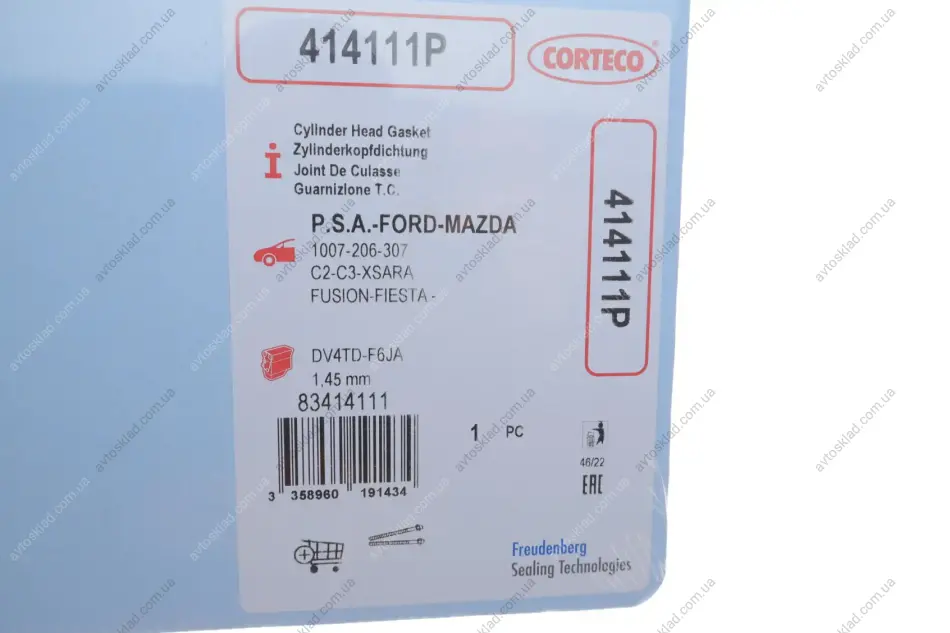 414111P
CORTECO
Cylinder Head Gasket
Zylinderkopfdichtung
Joint De Culasse
Guarnizione T.C.
P.S.A.-FORD-MAZDA
1007-206-307
C2-C3-XSARA
FUSION-FIESTA -
414111P
DV4TD-F6JA
1,45 mm
83414111
1 PC
3 358960 191434
46/22
EAC
Freudenberg
Sealing Technologies
avtosklad.com.ua